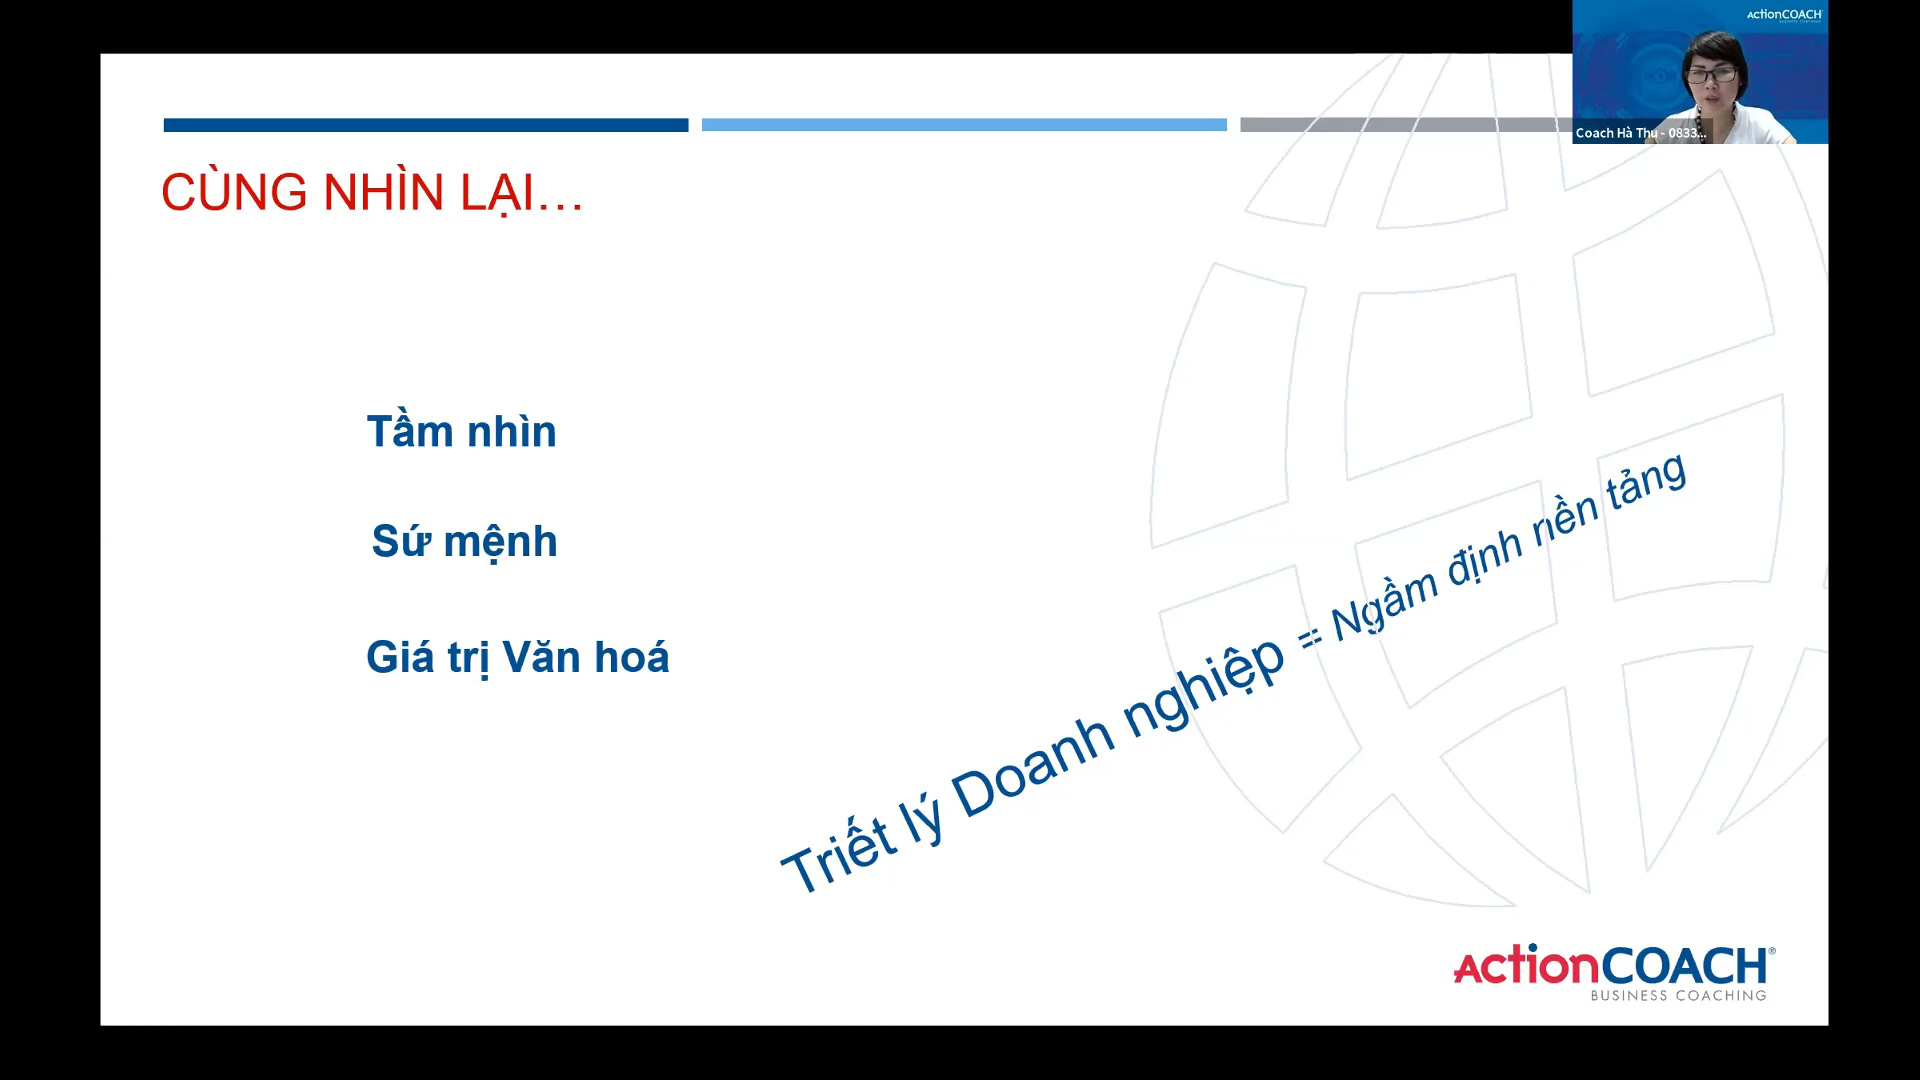 ActionCOACH
Coach Hà Thu - 0833...
CÙNG NHÌN LẠI...
Tầm nhìn
Sứ mệnh
Giá trị Văn hoá
Triết lý Doanh nghiệp = Ngầm định nền tảng
ActionCOACH®
BUSINESS COACHING